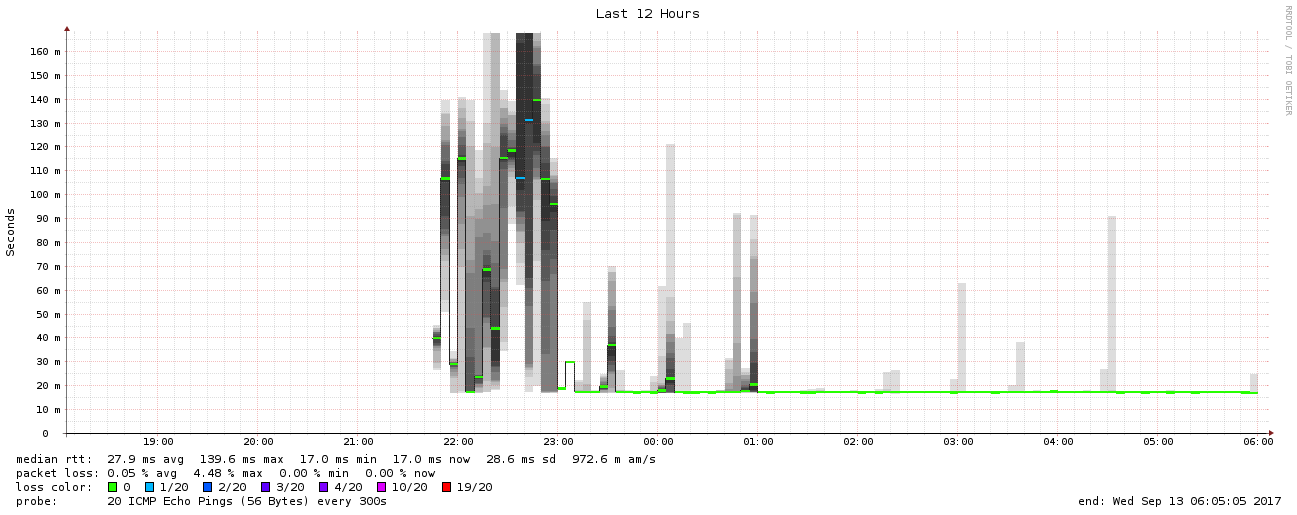 Last 12 Hours
RRDTOOL / TOBI OETIKER
Seconds
160 m
150 m
140 m
130 m
120 m
110 m
100 m
90 m
80 m
70 m
60 m
50 m
40 m
30 m
20 m
10 m
0
19:00 20:00 21:00 22:00 23:00 00:00 01:00 02:00 03:00 04:00 05:00 06:00
median rtt: 27.9 ms avg 139.6 ms max 17.0 ms min 17.0 ms now 28.6 ms sd 972.6 m am/s
packet loss: 0.05 % avg 4.48 % max 0.00 % min 0.00 % now
loss color: 0 1/20 2/20 3/20 4/20 10/20 19/20
probe: 20 ICMP Echo Pings (56 Bytes) every 300s end: Wed Sep 13 06:05:05 2017